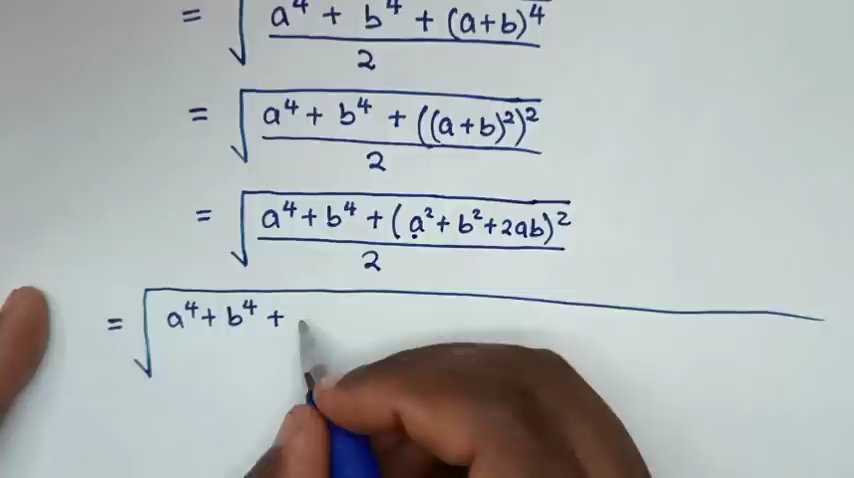 = √(a⁴ + b⁴ + (a+b)⁴ / 2)
= √(a⁴ + b⁴ + ((a+b)²)² / 2)
= √(a⁴ + b⁴ + (a² + b² + 2ab)² / 2)
= √(a⁴ + b⁴ +